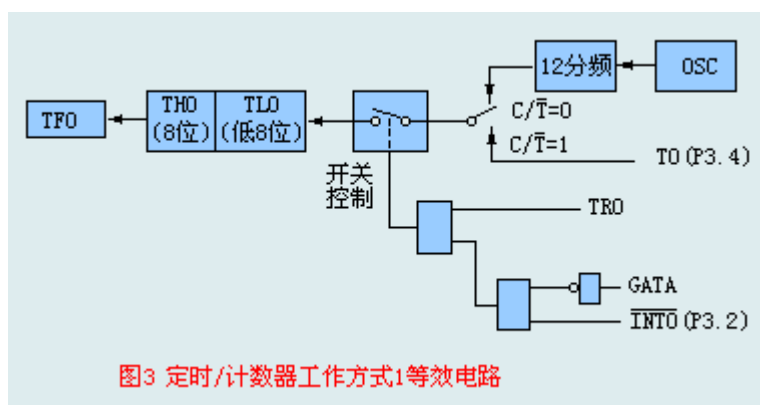 12分频
OSC
TF0
TH0
(8位)
TL0
(低8位)
C/T̅=0
C/T̅=1
T0(P3.4)
开关
控制
TR0
GATA
I̅N̅T̅0̅(P3.2)
图3 定时/计数器工作方式1等效电路